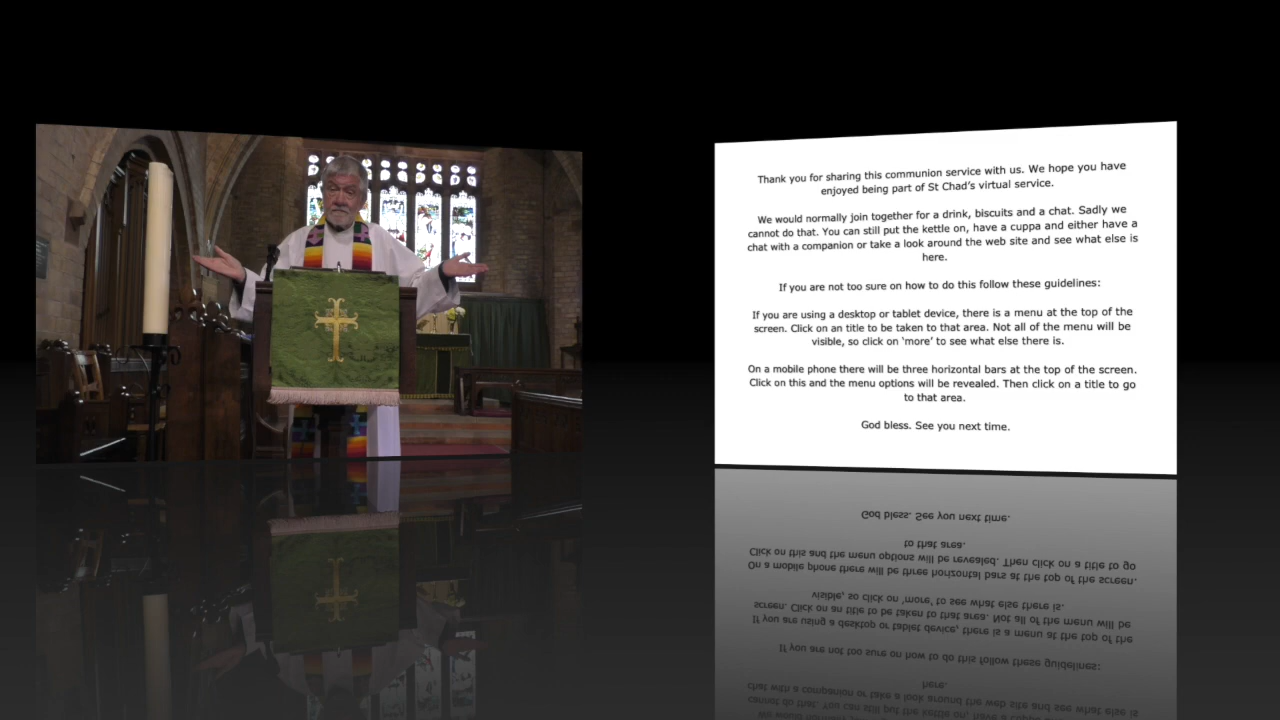 Thank you for sharing this communion service with us. We hope you have
enjoyed being part of St Chad's virtual service.
We would normally join together for a drink, biscuits and a chat. Sadly we
cannot do that. You can still put the kettle on, have a cuppa and either have a
chat with a companion or take a look around the web site and see what else is
here.
If you are not too sure on how to do this follow these guidelines:
If you are using a desktop or tablet device, there is a menu at the top of the
screen. Click on an title to be taken to that area. Not all of the menu will be
visible, so click on 'more' to see what else there is.
On a mobile phone there will be three horizontal bars at the top of the screen.
Click on this and the menu options will be revealed. Then click on a title to go
to that area.
God bless. See you next time.